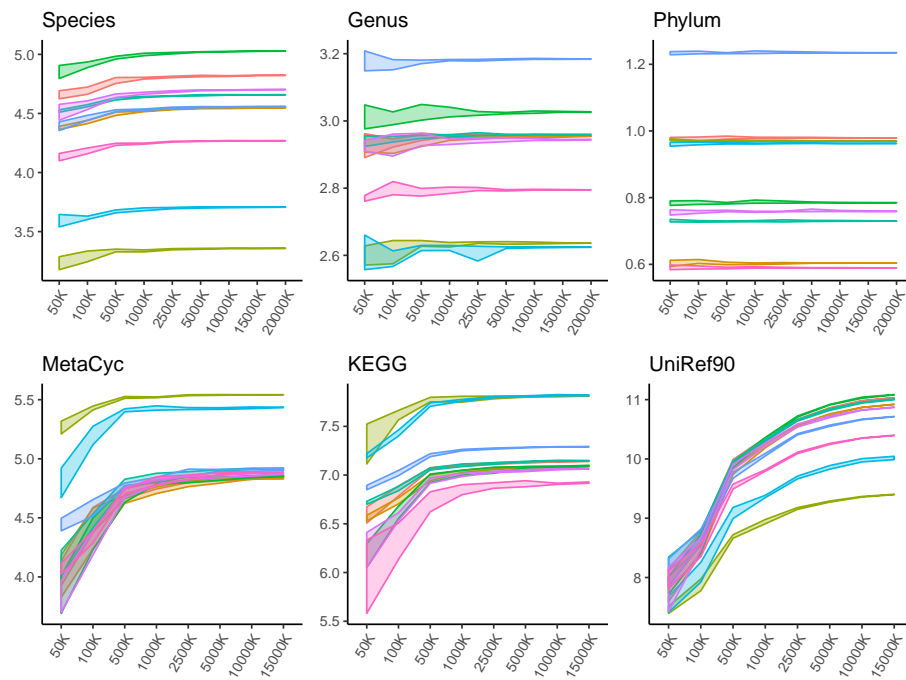 Species
Genus
Phylum
5.0
4.5
4.0
3.5
3.2
3.0
2.8
2.6
1.2
1.0
0.8
0.6
50K 100K 500K 1000K 2500K 5000K 10000K 15000K 20000K
50K 100K 500K 1000K 2500K 5000K 10000K 15000K 20000K
50K 100K 500K 1000K 2500K 5000K 10000K 15000K 20000K
MetaCyc
KEGG
UniRef90
5.5
5.0
4.5
4.0
7.5
7.0
6.5
6.0
5.5
11
10
9
8
50K 100K 500K 1000K 2500K 5000K 10000K 15000K
50K 100K 500K 1000K 2500K 5000K 10000K 15000K
50K 100K 500K 1000K 2500K 5000K 10000K 15000K